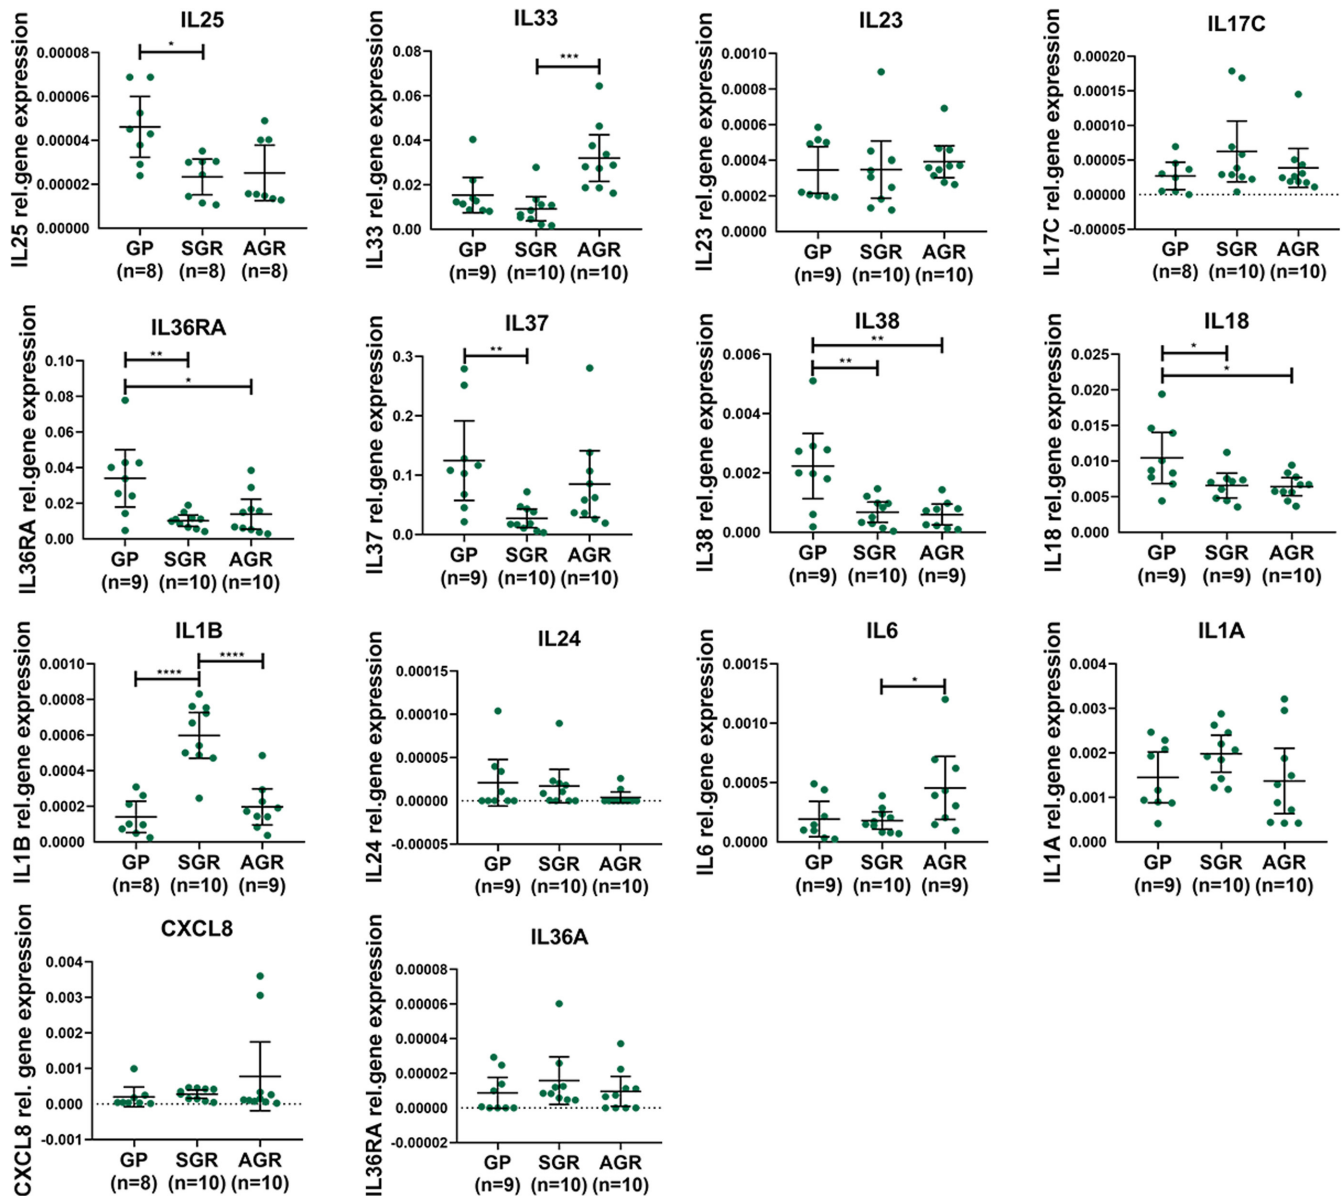 IL25
IL25 rel.gene expression
0.00008
0.00006
0.00004
0.00002
0.00000
*
GP SGR AGR
(n=8) (n=8) (n=8)
IL33
IL33 rel.gene expression
0.08
0.06
0.04
0.02
0.00
***
GP SGR AGR
(n=9) (n=10) (n=10)
IL23
IL23 rel.gene expression
0.0010
0.0008
0.0006
0.0004
0.0002
0.0000
GP SGR AGR
(n=9) (n=10) (n=10)
IL17C
IL17C rel.gene expression
0.00020
0.00015
0.00010
0.00005
0.00000
-0.00005
GP SGR AGR
(n=8) (n=10) (n=10)
IL36RA
IL36RA rel.gene expression
0.10
0.08
0.06
0.04
0.02
0.00
**
*
GP SGR AGR
(n=9) (n=10) (n=10)
IL37
IL37 rel.gene expression
0.3
0.2
0.1
0.0
**
GP SGR AGR
(n=9) (n=10) (n=10)
IL38
IL38 rel.gene expression
0.006
0.004
0.002
0.000
**
**
GP SGR AGR
(n=9) (n=10) (n=9)
IL18
IL18 rel.gene expression
0.025
0.020
0.015
0.010
0.005
0.000
*
*
GP SGR AGR
(n=9) (n=9) (n=10)
IL1B
IL1B rel.gene expression
0.0010
0.0008
0.0006
0.0004
0.0002
0.0000
****
****
GP SGR AGR
(n=8) (n=10) (n=9)
IL24
IL24 rel.gene expression
0.00015
0.00010
0.00005
0.00000
-0.00005
GP SGR AGR
(n=9) (n=10) (n=10)
IL6
IL6 rel.gene expression
0.0015
0.0010
0.0005
0.0000
*
GP SGR AGR
(n=9) (n=10) (n=9)
IL1A
IL1A rel.gene expression
0.004
0.003
0.002
0.001
0.000
GP SGR AGR
(n=9) (n=10) (n=10)
CXCL8
CXCL8 rel. gene expression
0.004
0.003
0.002
0.001
0.000
-0.001
GP SGR AGR
(n=8) (n=10) (n=10)
IL36A
IL36RA rel.gene expression
0.00008
0.00006
0.00004
0.00002
0.00000
-0.00002
GP SGR AGR
(n=9) (n=10) (n=10)